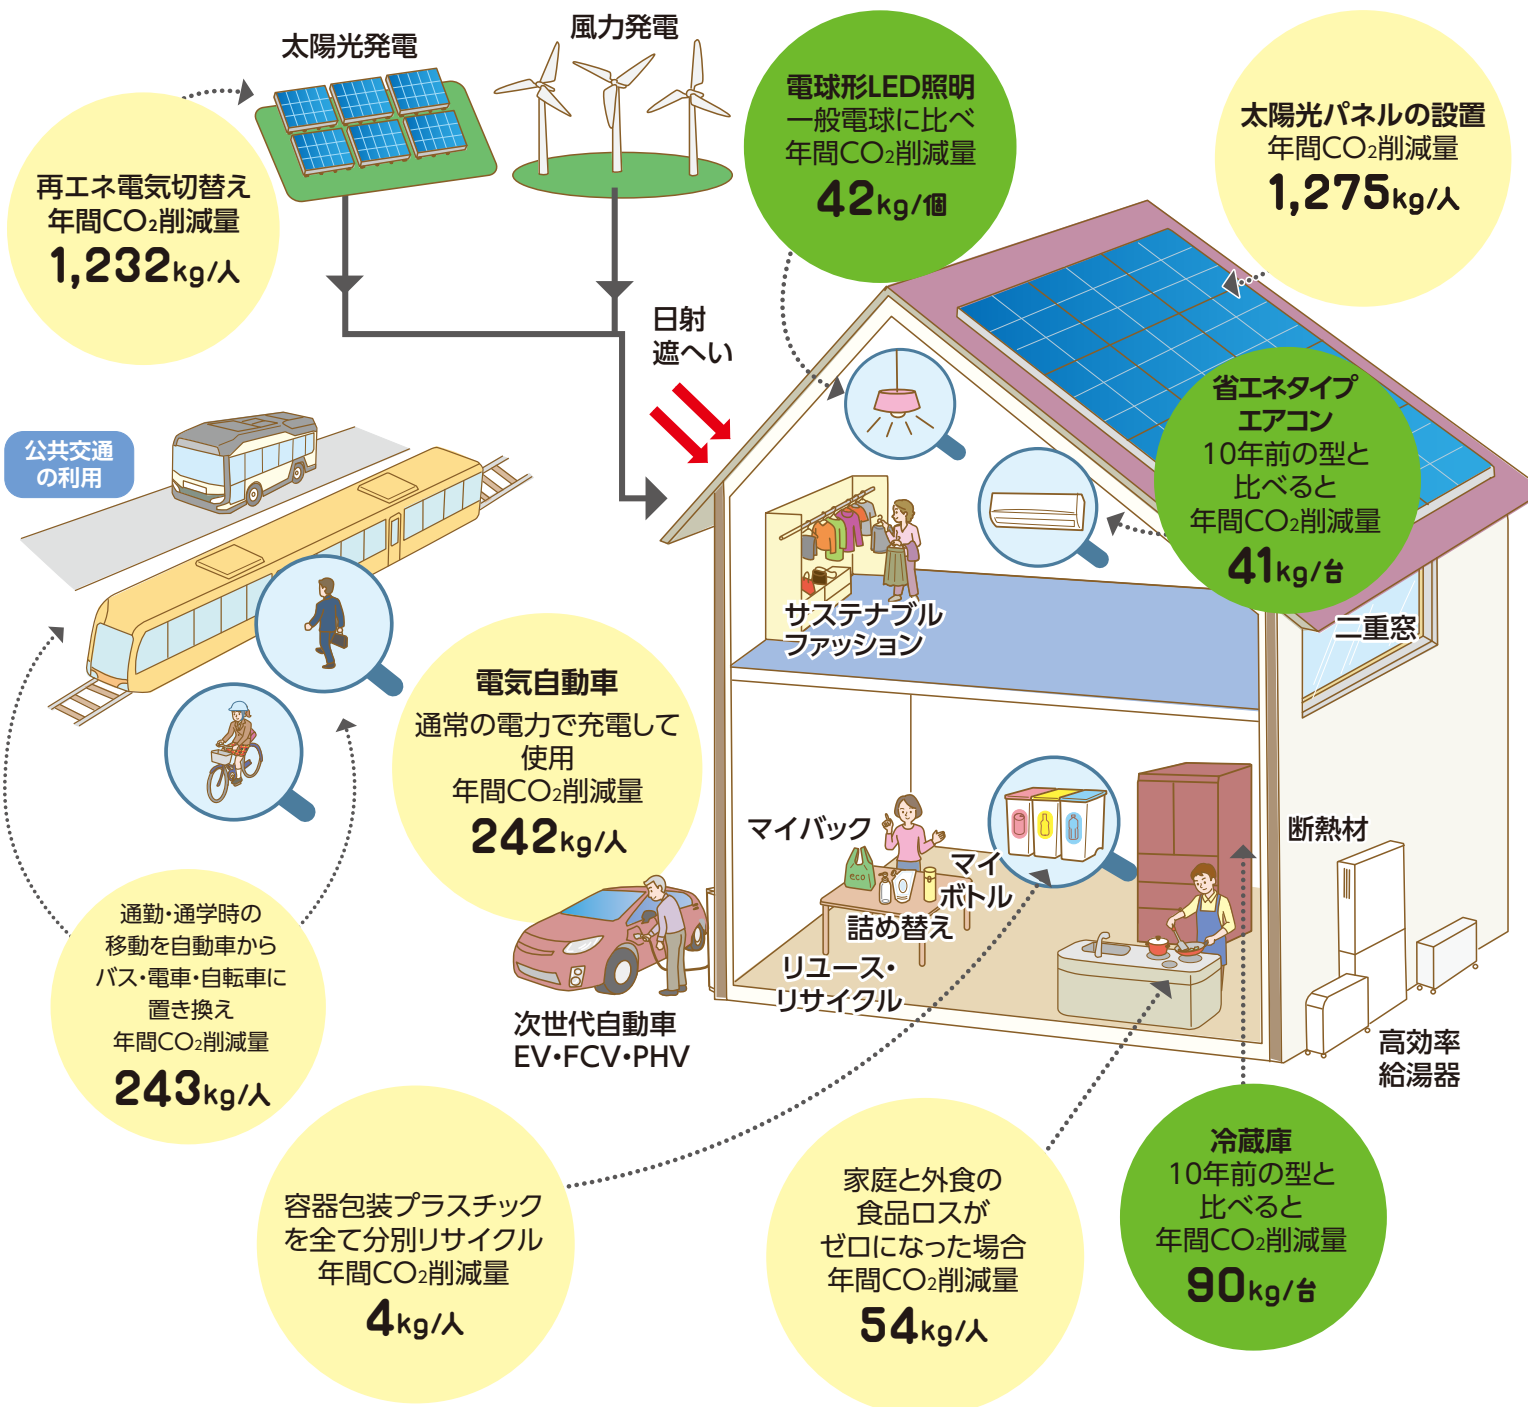 太陽光発電
風力発電
再エネ電気切替え
年間CO₂削減量
1,232kg/人
電球形LED照明
一般電球に比べ
年間CO₂削減量
42kg/個
太陽光パネルの設置
年間CO₂削減量
1,275kg/人
日射
遮へい
省エネタイプ
エアコン
10年前の型と
比べると
年間CO₂削減量
41kg/台
公共交通
の利用
サステナブル
ファッション
二重窓
電気自動車
通常の電力で充電して
使用
年間CO₂削減量
242kg/人
マイバック
eco
マイ
ボトル
詰め替え
リユース・
リサイクル
断熱材
通勤・通学時の
移動を自動車から
バス・電車・自転車に
置き換え
年間CO₂削減量
243kg/人
次世代自動車
EV・FCV・PHV
高効率
給湯器
容器包装プラスチック
を全て分別リサイクル
年間CO₂削減量
4kg/人
家庭と外食の
食品ロスが
ゼロになった場合
年間CO₂削減量
54kg/人
冷蔵庫
10年前の型と
比べると
年間CO₂削減量
90kg/台